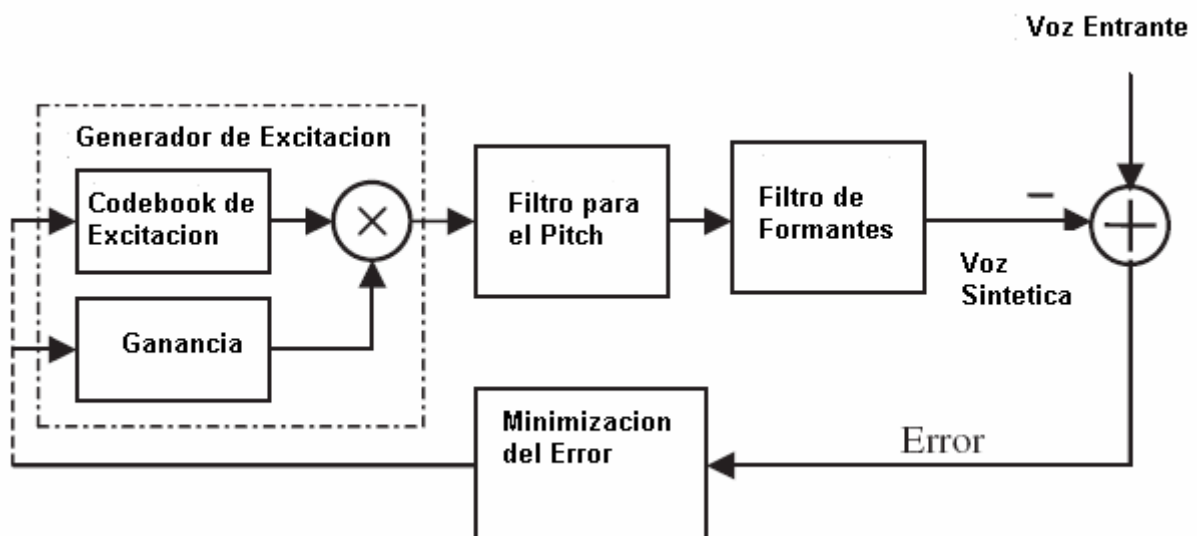 Voz Entrante
Generador de Excitacion
Codebook de
Excitacion
Filtro para
el Pitch
Filtro de
Formantes
Voz
Sintetica
Ganancia
Minimizacion
del Error
Error